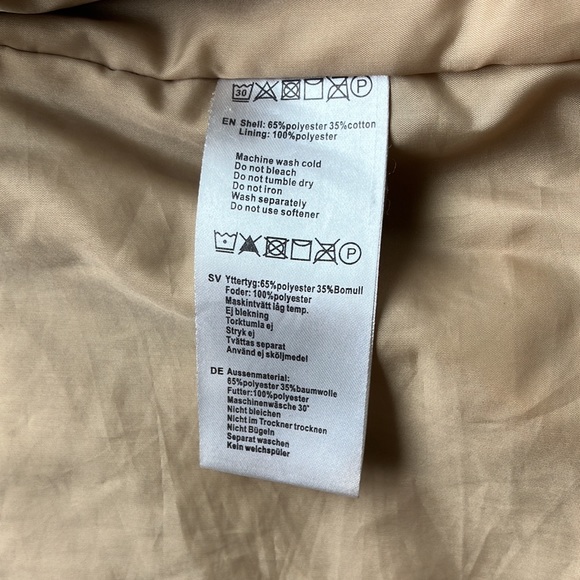 30 P
EN Shell: 65%polyester 35%cotton
Lining: 100%polyester
Machine wash cold
Do not bleach
Do not tumble dry
Do not iron
Wash separately
Do not use softener
P
SV Yttertyg:65%polyester 35%Bomull
Foder: 100%polyester
Maskintvätt låg temp.
Ej blekning
Torktumla ej
Stryk ej
Tvättas separat
Använd ej sköljmedel
DE Aussenmaterial:
65%polyester 35%baumwolle
Futter:100%polyester
Maschinenwäsche 30°
Nicht bleichen
Nicht im Trockner trocknen
Nicht Bügeln
Separat waschen
Kein weichspüler